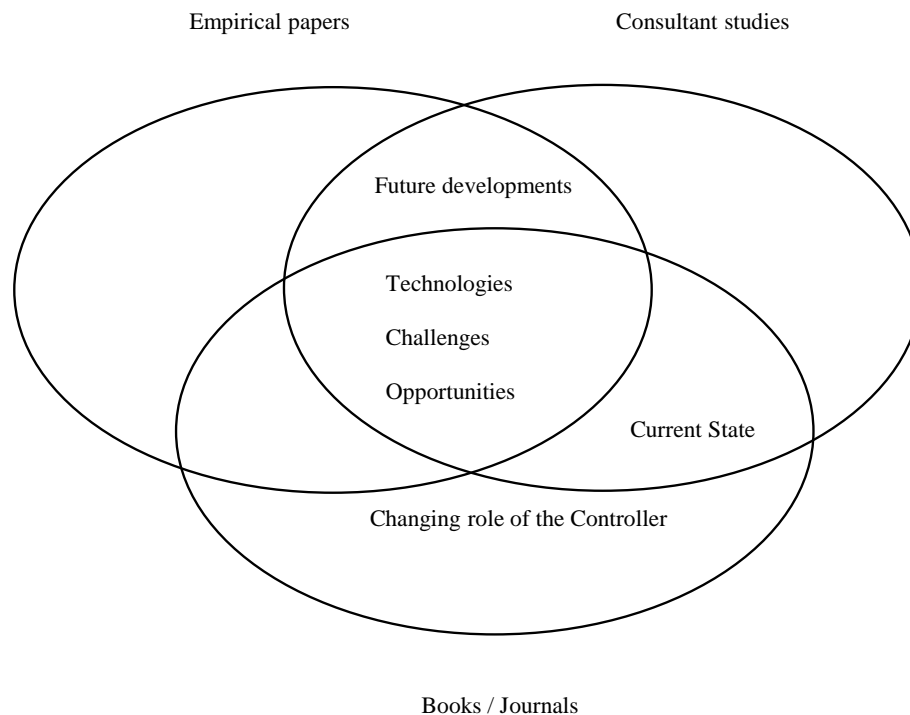 Empirical papers
Consultant studies
Future developments
Technologies
Challenges
Opportunities
Current State
Changing role of the Controller
Books / Journals